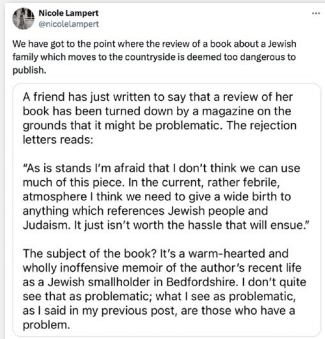 Nicole Lampert
@nicolelampert
We have got to the point where the review of a book about a Jewish
family which moves to the countryside is deemed too dangerous to
publish.
A friend has just written to say that a review of her
book has been turned down by a magazine on the
grounds that it might be problematic. The rejection
letters reads:
“As is stands I’m afraid that I don’t think we can use
much of this piece. In the current, rather febrile,
atmosphere I think we need to give a wide birth to
anything which references Jewish people and
Judaism. It just isn’t worth the hassle that will ensue.”
The subject of the book? It’s a warm-hearted and
wholly inoffensive memoir of the author’s recent life
as a Jewish smallholder in Bedfordshire. I don’t quite
see that as problematic; what I see as problematic,
as I said in my previous post, are those who have a
problem.